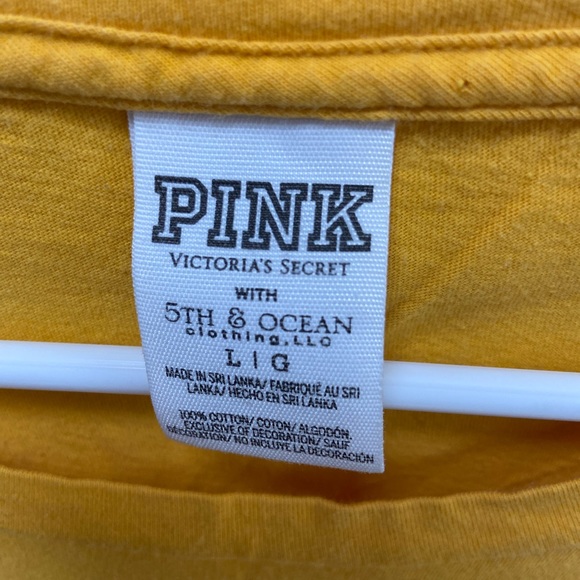 PINK
VICTORIA'S SECRET
WITH
5TH & OCEAN
clothing, LLC
L | G
MADE IN SRI LANKA/ FABRIQUÉ AU SRI
LANKA/ HECHO EN SRI LANKA
100% COTTON/ COTON/ ALGODÓN.
EXCLUSIVE OF DECORATION/ SAUF
DÉCORATION/ NO INCLUYE LA DECORACIÓN